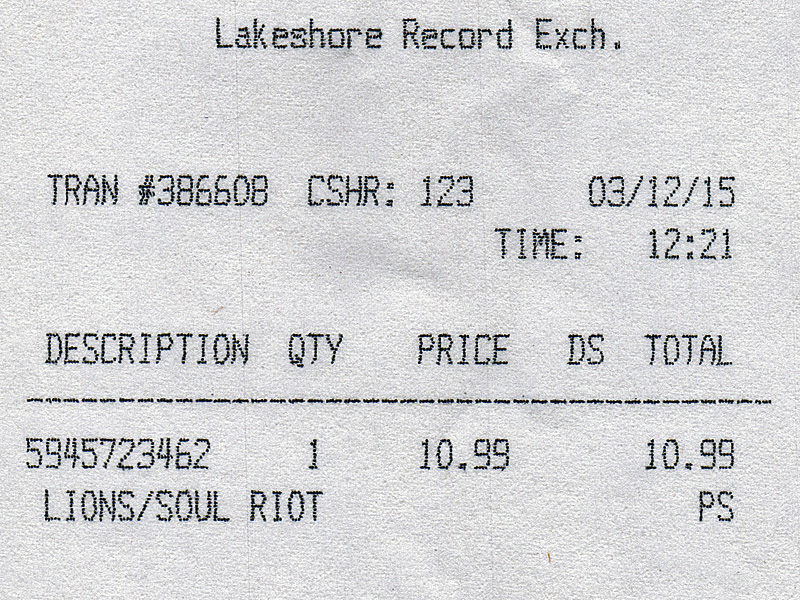 Lakeshore Record Exch.
TRAN #386608 CSHR: 123 03/12/15
TIME: 12:21
DESCRIPTION QTY PRICE DS TOTAL
5945723462 1 10.99 10.99
LIONS/SOUL RIOT PS